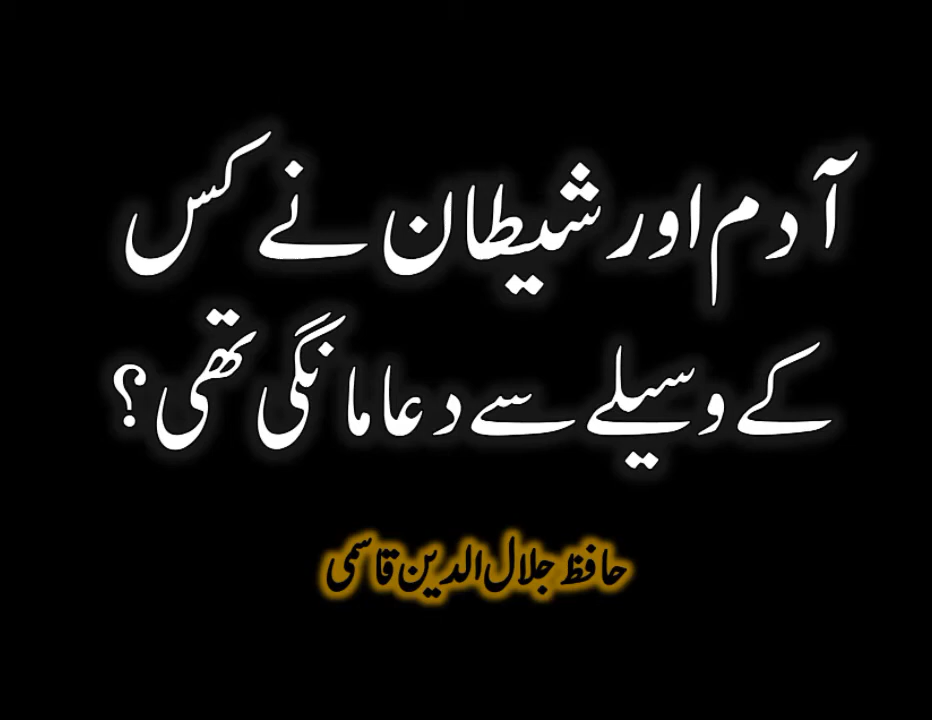 آدم اور شیطان نے کس
کے وسیلے سے دعا مانگی تھی؟
حافظ جلال الدین قاسمی